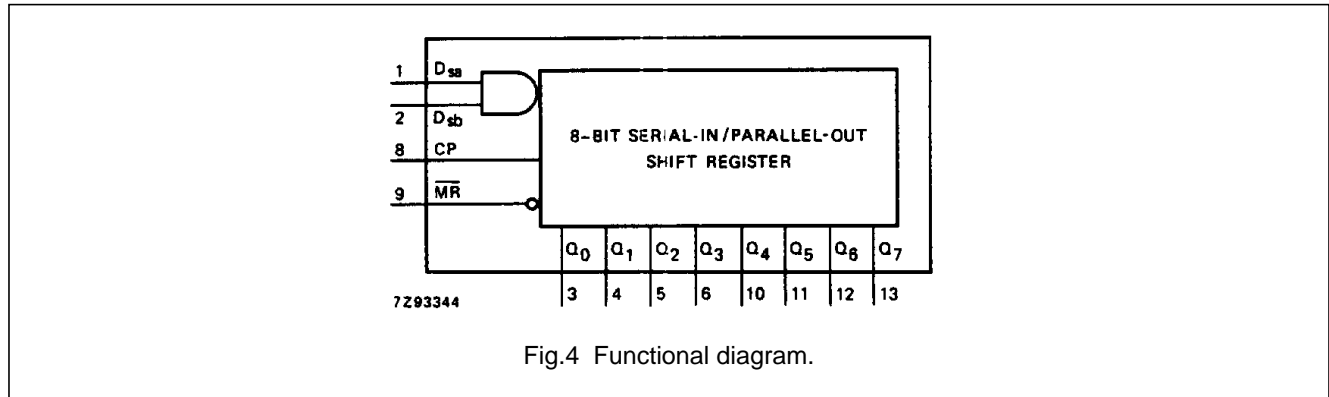 1 Dsa
2 Dsb
8 CP
9 MR
8-BIT SERIAL-IN/PARALLEL-OUT
SHIFT REGISTER
Q0 Q1 Q2 Q3 Q4 Q5 Q6 Q7
3 4 5 6 10 11 12 13
7Z93344
Fig.4 Functional diagram.